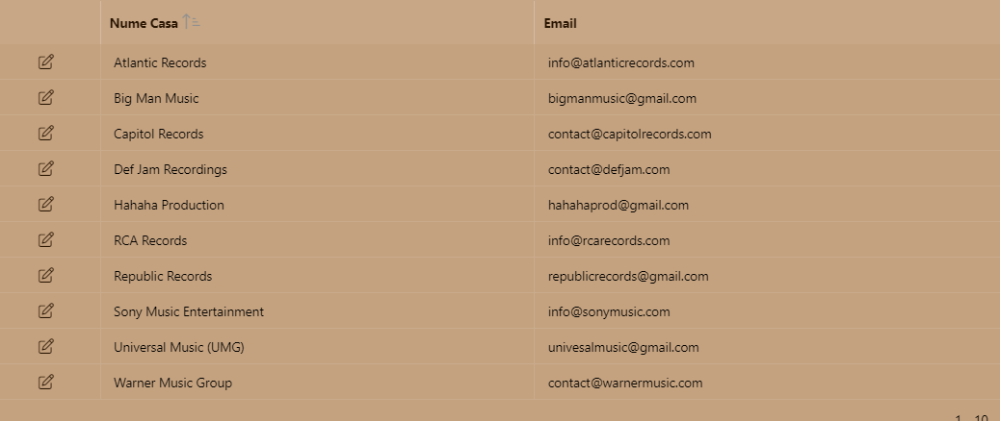 Nume Casa Email
Atlantic Records info@atlanticrecords.com
Big Man Music bigmanmusic@gmail.com
Capitol Records contact@capitolrecords.com
Def Jam Recordings contact@defjam.com
Hahaha Production hahahaprod@gmail.com
RCA Records info@rcarecords.com
Republic Records republicrecords@gmail.com
Sony Music Entertainment info@sonymusic.com
Universal Music (UMG) univesalmusic@gmail.com
Warner Music Group contact@warnermusic.com
1 - 10